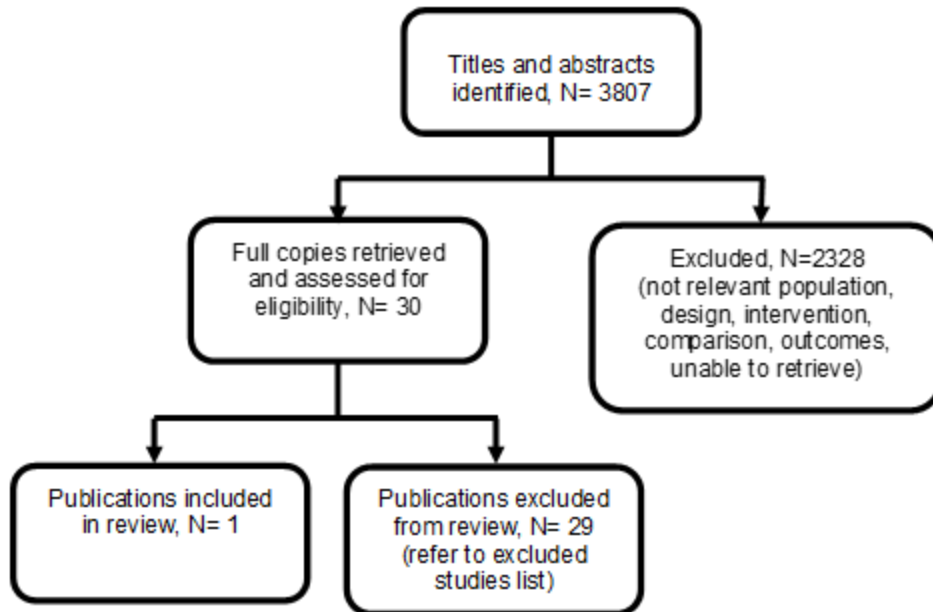 Titles and abstracts
identified, N= 3807
Full copies retrieved
and assessed for
eligibility, N= 30
Excluded, N=2328
(not relevant population,
design, intervention,
comparison, outcomes,
unable to retrieve)
Publications included
in review, N= 1
Publications excluded
from review, N= 29
(refer to excluded
studies list)